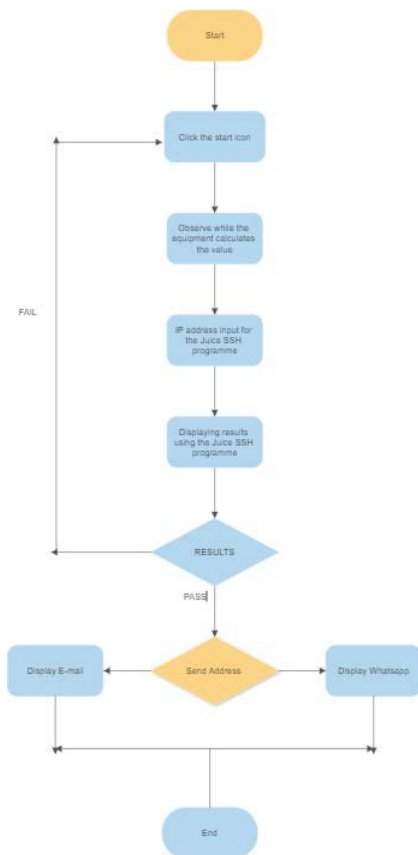 Start
Click the start icon
Observe while the
equipment calculates
the value
FAIL
IP address input for
the Juice SSH
programme
Displaying results
using the Juice SSH
programme
RESULTS
PASS
Display E-mail
Send Address
Display Whatsapp
End